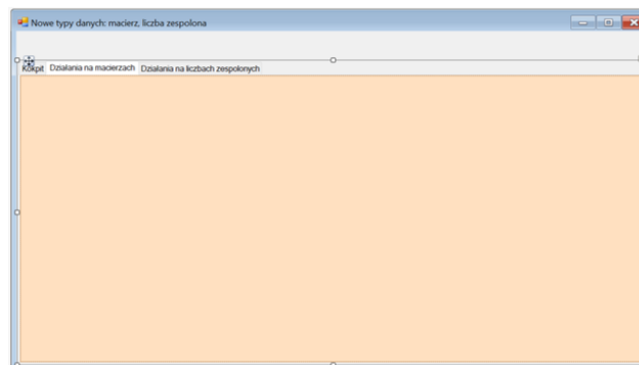 Nowe typy danych: macierz, liczba zespolona
Kokpit Działania na macierzach Działania na liczbach zespolonych